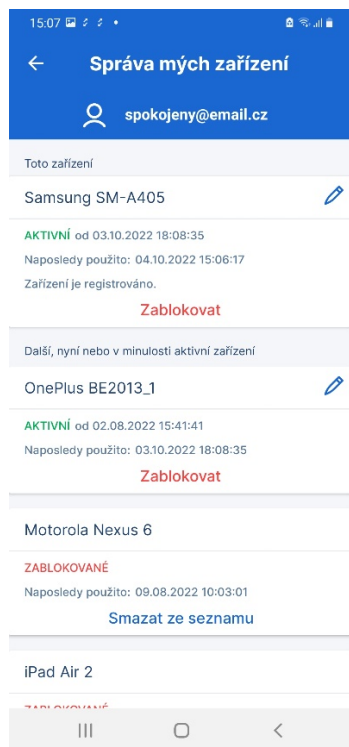 15:07
Správa mých zařízení
spokojeny@email.cz
Toto zařízení
Samsung SM-A405
AKTIVNÍ od 03.10.2022 18:08:35
Naposledy použito: 04.10.2022 15:06:17
Zařízení je registrováno.
Zablokovat
Další, nyní nebo v minulosti aktivní zařízení
OnePlus BE2013_1
AKTIVNÍ od 02.08.2022 15:41:41
Naposledy použito: 03.10.2022 18:08:35
Zablokovat
Motorola Nexus 6
ZABLOKOVANÉ
Naposledy použito: 09.08.2022 10:03:01
Smazat ze seznamu
iPad Air 2
ZABLOKOVANÉ